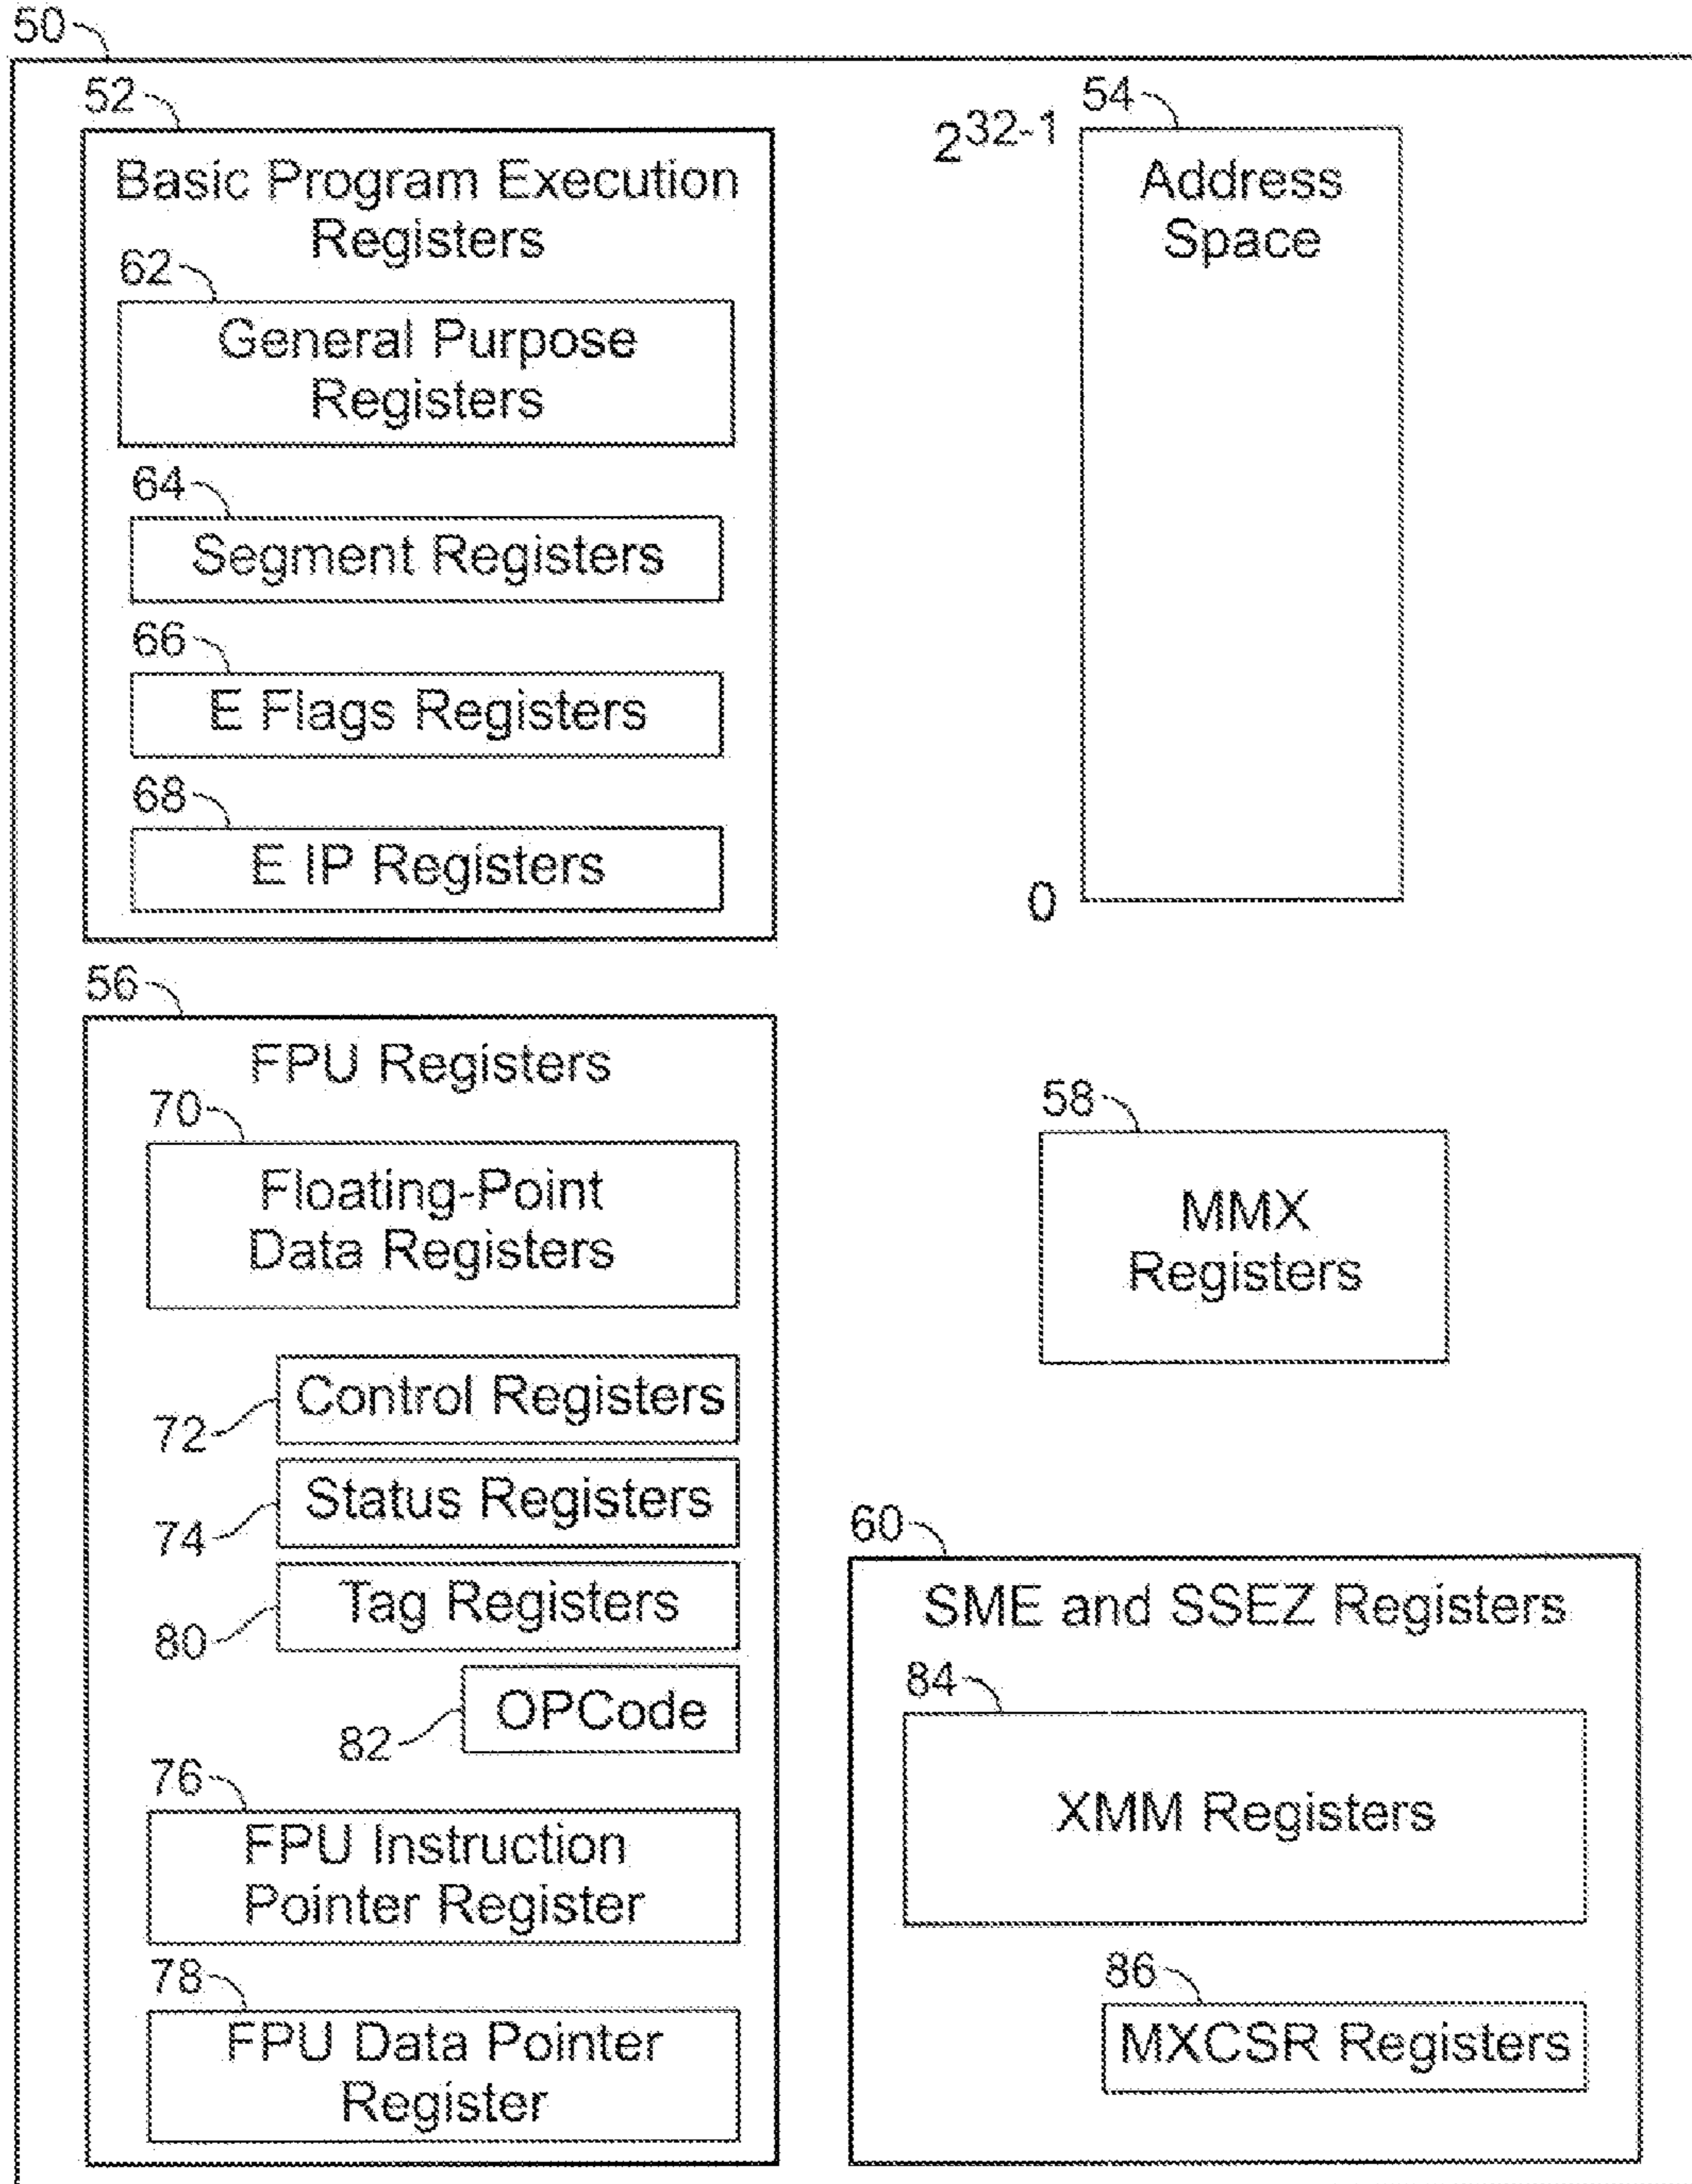 50
52
Basic Program Execution
Registers
62
General Purpose
Registers
64
Segment Registers
66
E Flags Registers
68
E IP Registers
54
2^32-1
Address
Space
0
56
FPU Registers
70
Floating-Point
Data Registers
72
Control Registers
74
Status Registers
80
Tag Registers
82
OPCode
76
FPU Instruction
Pointer Register
78
FPU Data Pointer
Register
58
MMX
Registers
60
SME and SSEZ Registers
84
XMM Registers
86
MXCSR Registers